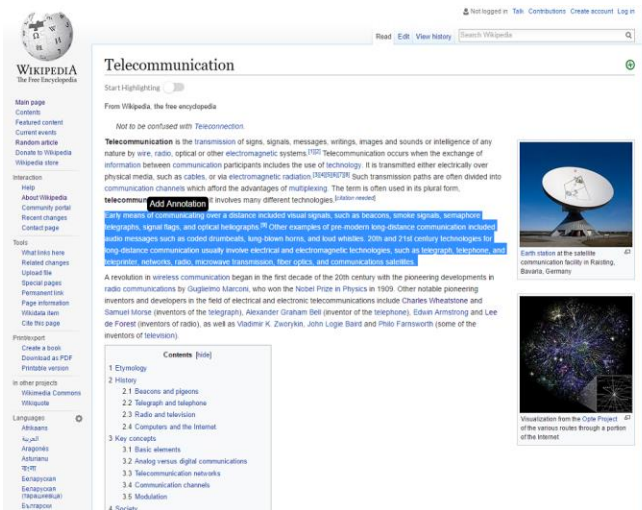 Not logged in Talk Contributions Create account Log in
Read Edit View history Search Wikipedia
WIKIPEDIA
The Free Encyclopedia
Main page
Contents
Featured content
Current events
Random article
Donate to Wikipedia
Wikipedia store
Interaction
Help
About Wikipedia
Community portal
Recent changes
Contact page
Tools
What links here
Related changes
Upload file
Special pages
Permanent link
Page information
Wikidata item
Cite this page
Print/export
Create a book
Download as PDF
Printable version
In other projects
Wikimedia Commons
Wikiquote
Languages
Afrikaans
العربية
Aragonés
Asturianu
বাংলা
Беларуская
Беларуская
(тарашкевіца)
Български
Telecommunication
Start Highlighting
From Wikipedia, the free encyclopedia
Not to be confused with Teleconnection.
Telecommunication is the transmission of signs, signals, messages, writings, images and sounds or intelligence of any
nature by wire, radio, optical or other electromagnetic systems.[1][2] Telecommunication occurs when the exchange of
information between communication participants includes the use of technology. It is transmitted either electrically over
physical media, such as cables, or via electromagnetic radiation.[3][4][5][6][7][8] Such transmission paths are often divided into
communication channels which afford the advantages of multiplexing. The term is often used in its plural form,
telecommun Add Annotation it involves many different technologies.[citation needed]
Early means of communicating over a distance included visual signals, such as beacons, smoke signals, semaphore
telegraphs, signal flags, and optical heliographs.[9] Other examples of pre-modern long-distance communication included
audio messages such as coded drumbeats, lung-blown horns, and loud whistles. 20th and 21st century technologies for
long-distance communication usually involve electrical and electromagnetic technologies, such as telegraph, telephone, and
teleprinter, networks, radio, microwave transmission, fiber optics, and communications satellites.
A revolution in wireless communication began in the first decade of the 20th century with the pioneering developments in
radio communications by Guglielmo Marconi, who won the Nobel Prize in Physics in 1909. Other notable pioneering
inventors and developers in the field of electrical and electronic telecommunications include Charles Wheatstone and
Samuel Morse (inventors of the telegraph), Alexander Graham Bell (inventor of the telephone), Edwin Armstrong and Lee
de Forest (inventors of radio), as well as Vladimir K. Zworykin, John Logie Baird and Philo Farnsworth (some of the
inventors of television).
Contents [hide]
1 Etymology
2 History
2.1 Beacons and pigeons
2.2 Telegraph and telephone
2.3 Radio and television
2.4 Computers and the Internet
3 Key concepts
3.1 Basic elements
3.2 Analog versus digital communications
3.3 Telecommunication networks
3.4 Communication channels
3.5 Modulation
4 Society
Earth station at the satellite
communication facility in Raisting,
Bavaria, Germany
Visualization from the Opte Project
of the various routes through a portion
of the Internet